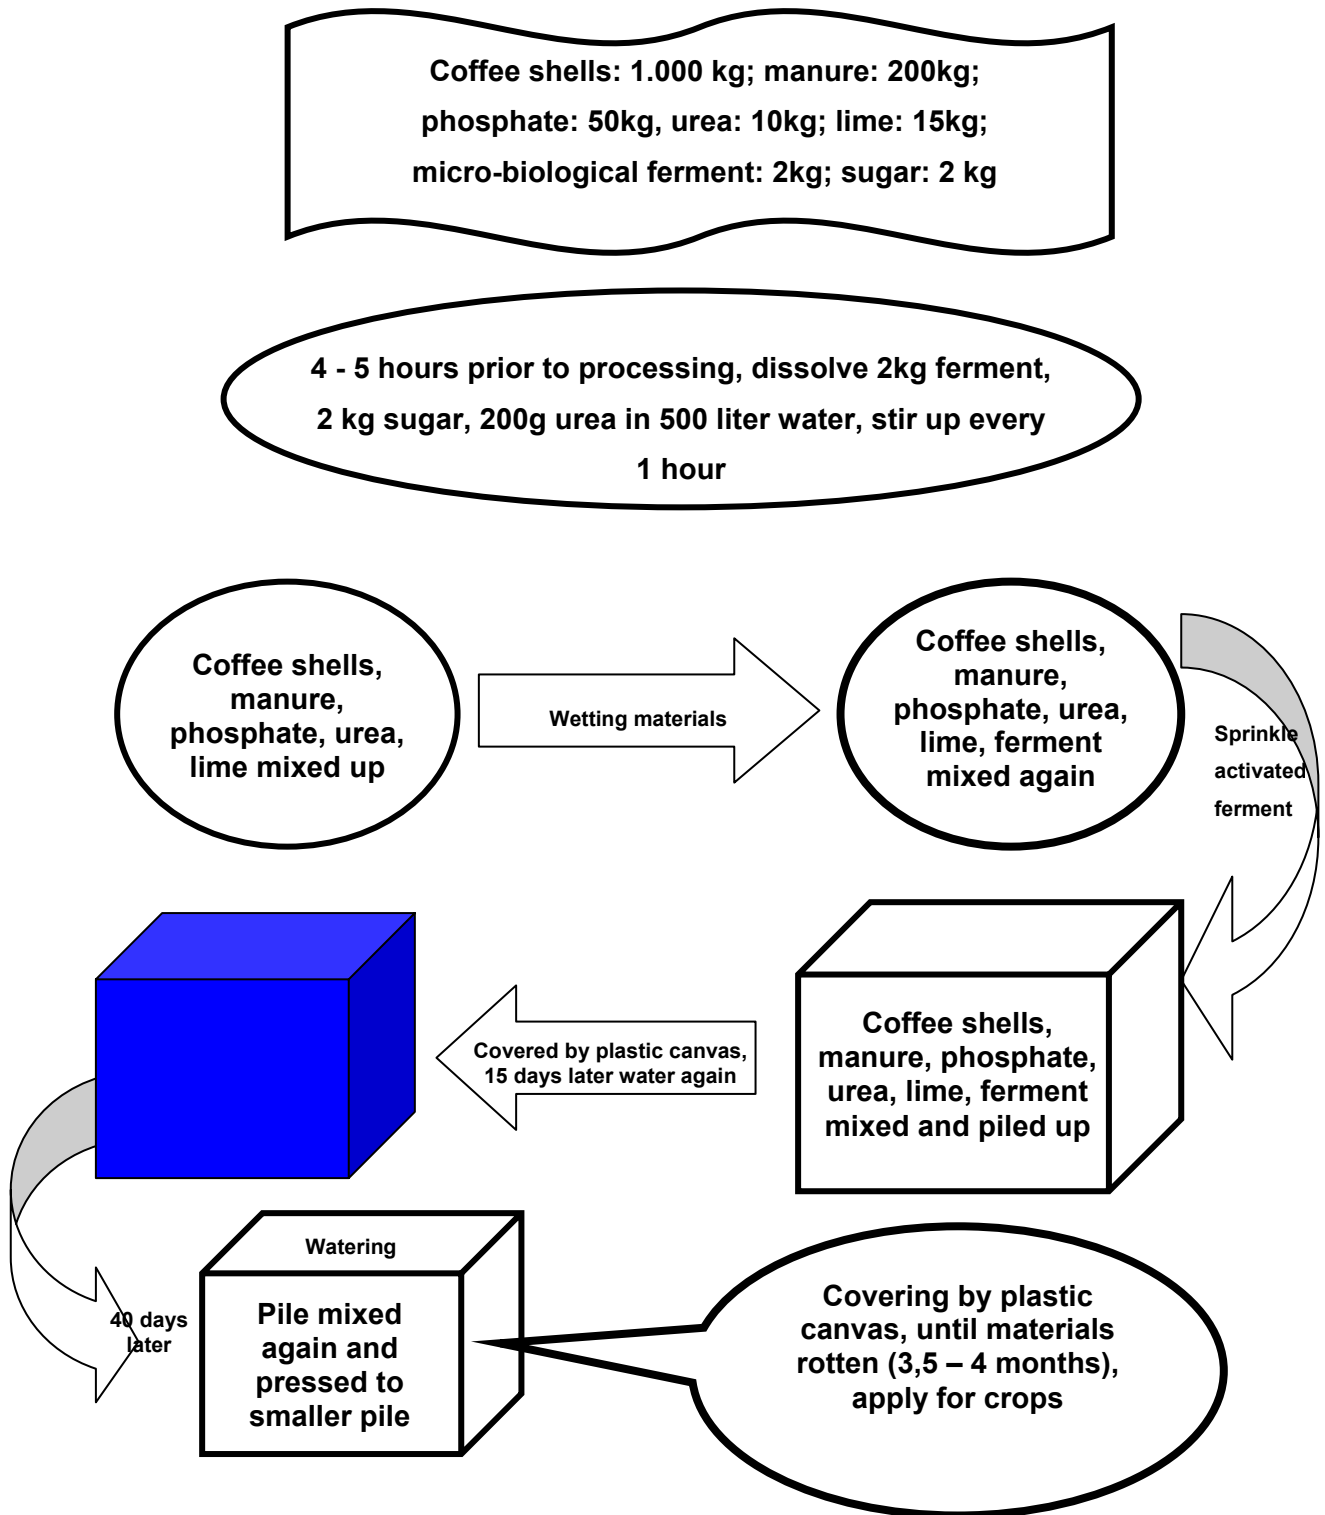 Coffee shells: 1.000 kg; manure: 200kg;
phosphate: 50kg, urea: 10kg; lime: 15kg;
micro-biological ferment: 2kg; sugar: 2 kg
4 - 5 hours prior to processing, dissolve 2kg ferment,
2 kg sugar, 200g urea in 500 liter water, stir up every
1 hour
Coffee shells,
manure,
phosphate, urea,
lime mixed up
Wetting materials
Coffee shells,
manure,
phosphate, urea,
lime, ferment
mixed again
Sprinkle
activated
ferment
Coffee shells,
manure, phosphate,
urea, lime, ferment
mixed and piled up
Covered by plastic canvas,
15 days later water again
40 days
later
Watering
Pile mixed
again and
pressed to
smaller pile
Covering by plastic
canvas, until materials
rotten (3,5 – 4 months),
apply for crops